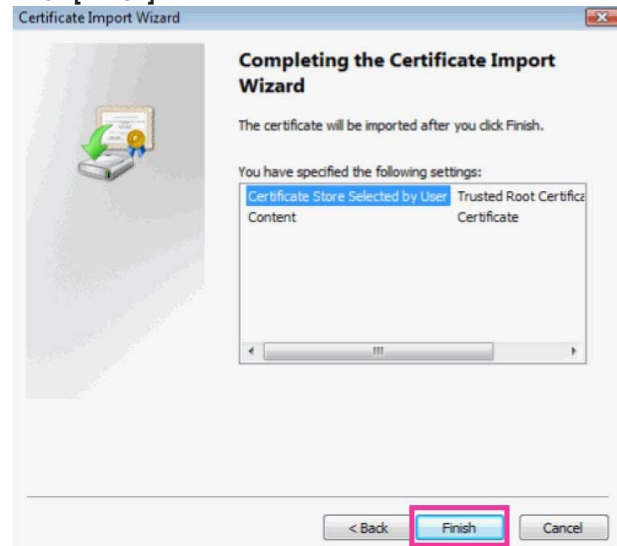 Certificate Import Wizard
Completing the Certificate Import
Wizard
The certificate will be imported after you click Finish.
You have specified the following settings:
Certificate Store Selected by User Trusted Root Certifica
Content Certificate
< Back Finish Cancel